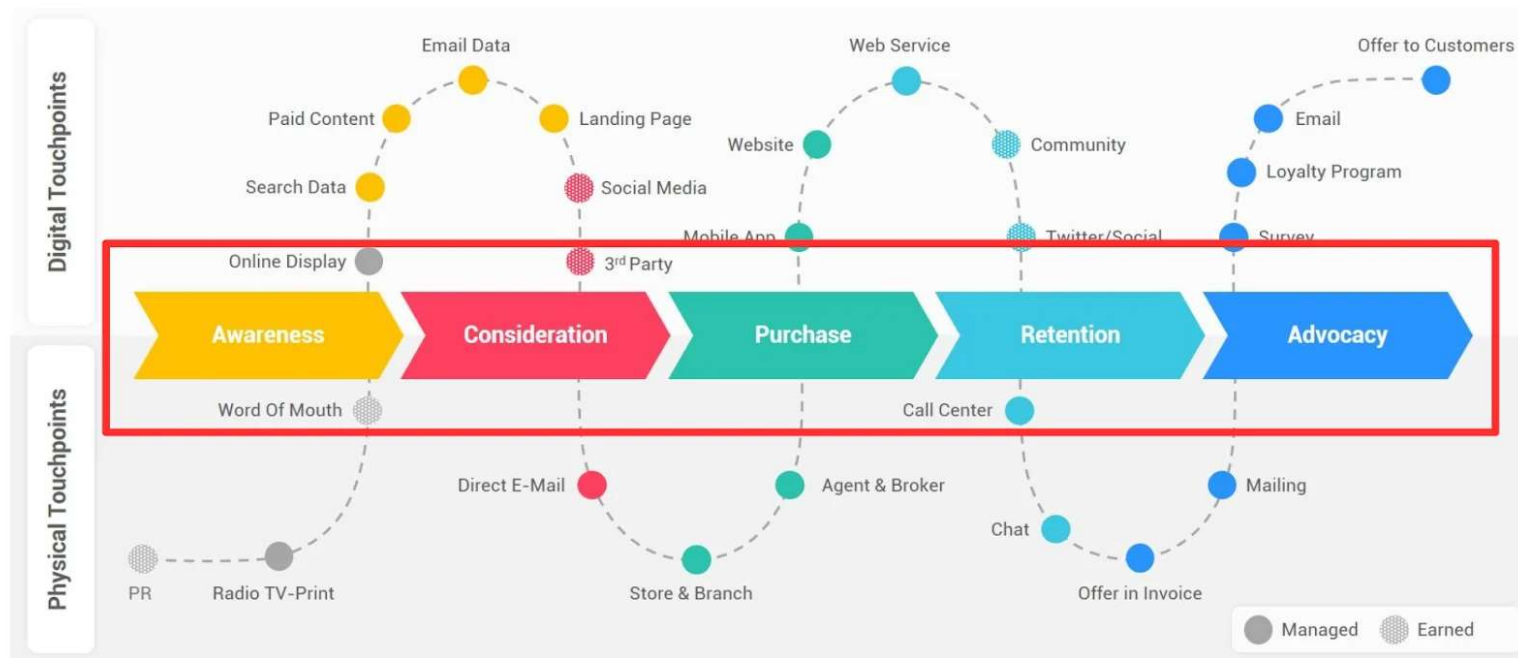 Digital Touchpoints
Email Data
Web Service
Offer to Customers
Paid Content
Landing Page
Website
Community
Email
Search Data
Social Media
Loyalty Program
Mobile App
Twitter/Social
Survey
Online Display
3rd Party
Awareness
Consideration
Purchase
Retention
Advocacy
Physical Touchpoints
Word Of Mouth
Call Center
Direct E-Mail
Agent & Broker
Mailing
Chat
PR
Radio TV-Print
Store & Branch
Offer in Invoice
Managed
Earned